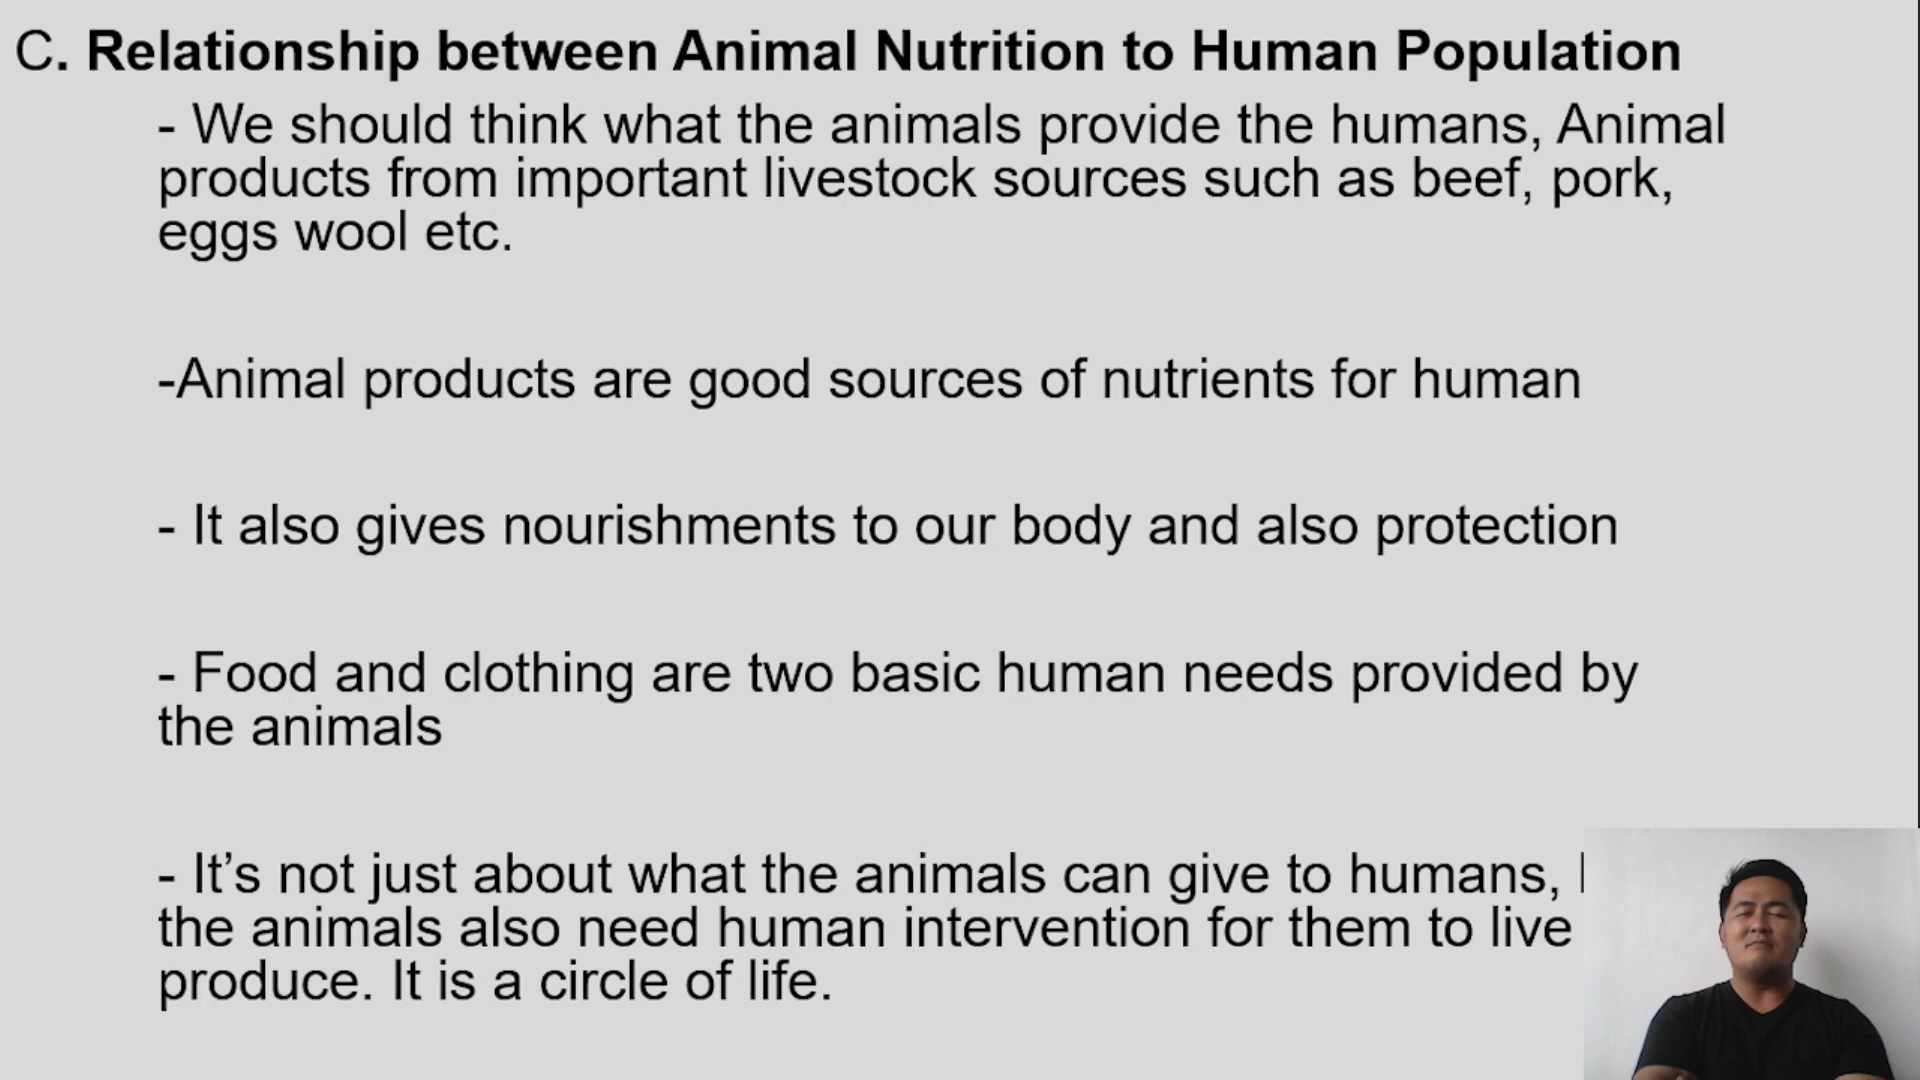 C. Relationship between Animal Nutrition to Human Population
- We should think what the animals provide the humans, Animal
products from important livestock sources such as beef, pork,
eggs wool etc.
-Animal products are good sources of nutrients for human
- It also gives nourishments to our body and also protection
- Food and clothing are two basic human needs provided by
the animals
- It’s not just about what the animals can give to humans,
the animals also need human intervention for them to live
produce. It is a circle of life.